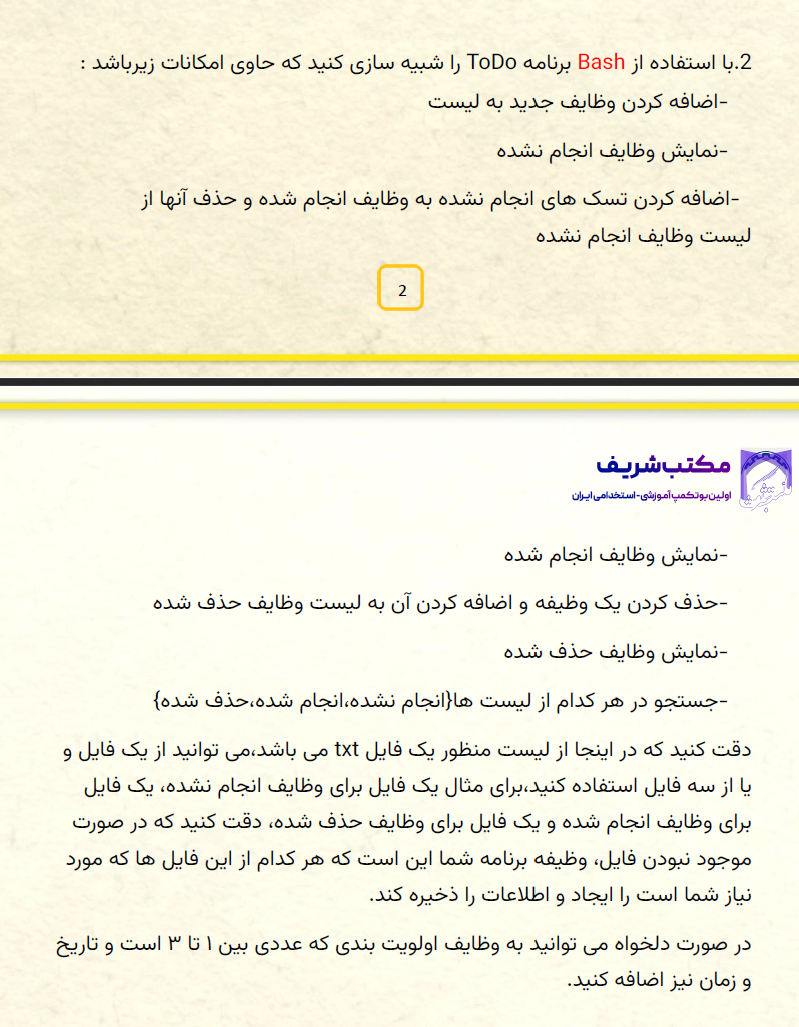 2.با استفاده از Bash برنامه ToDo را شبیه سازی کنید که حاوی امکانات زیرباشد :
-اضافه کردن وظایف جدید به لیست
-نمایش وظایف انجام نشده
-اضافه کردن تسک های انجام نشده به وظایف انجام شده و حذف آنها از
لیست وظایف انجام نشده
2
مکتب‌شریف
اولین‌بوتکمپ‌آموزشی-استخدامی‌ایران
-نمایش وظایف انجام شده
-حذف کردن یک وظیفه و اضافه کردن آن به لیست وظایف حذف شده
-نمایش وظایف حذف شده
-جستجو در هر کدام از لیست ها{انجام نشده،انجام شده،حذف شده}
دقت کنید که در اینجا از لیست منظور یک فایل txt می باشد،می توانید از یک فایل و
یا از سه فایل استفاده کنید،برای مثال یک فایل برای وظایف انجام نشده، یک فایل
برای وظایف انجام شده و یک فایل برای وظایف حذف شده، دقت کنید که در صورت
موجود نبودن فایل، وظیفه برنامه شما این است که هر کدام از این فایل ها که مورد
نیاز شما است را ایجاد و اطلاعات را ذخیره کند.
در صورت دلخواه می توانید به وظایف اولویت بندی که عددی بین ۱ تا ۳ است و تاریخ
و زمان نیز اضافه کنید.